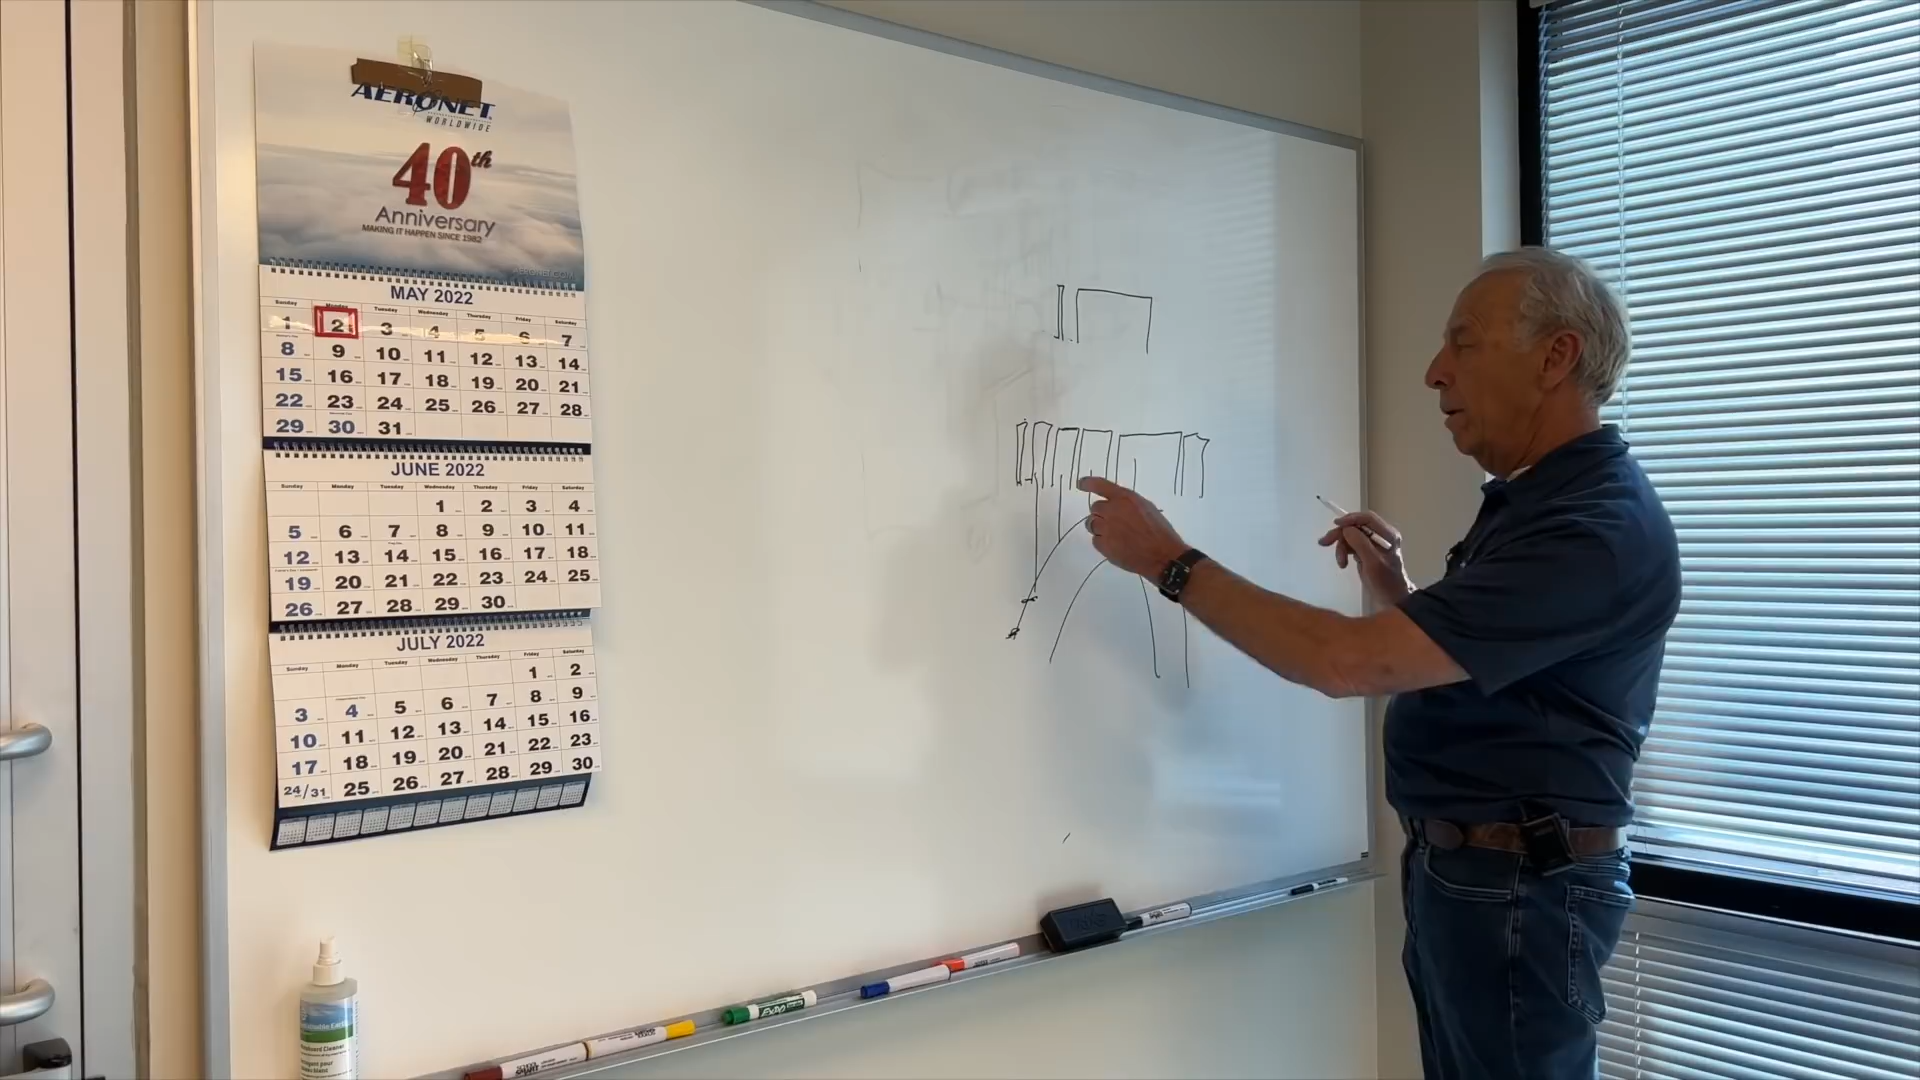 AERONET
WORLDWIDE
40th
Anniversary
MAKING IT HAPPEN SINCE 1982
MAY 2022
Sunday Monday Tuesday Wednesday Thursday Friday Saturday
1 2 3 4 5 6 7
8 9 10 11 12 13 14
15 16 17 18 19 20 21
22 23 24 25 26 27 28
29 30 31
JUNE 2022
Sunday Monday Tuesday Wednesday Thursday Friday Saturday
1 2 3 4
5 6 7 8 9 10 11
12 13 14 15 16 17 18
19 20 21 22 23 24 25
26 27 28 29 30
JULY 2022
Sunday Monday Tuesday Wednesday Thursday Friday Saturday
1 2
3 4 5 6 7 8 9
10 11 12 13 14 15 16
17 18 19 20 21 22 23
24/31 25 26 27 28 29 30
EXPO